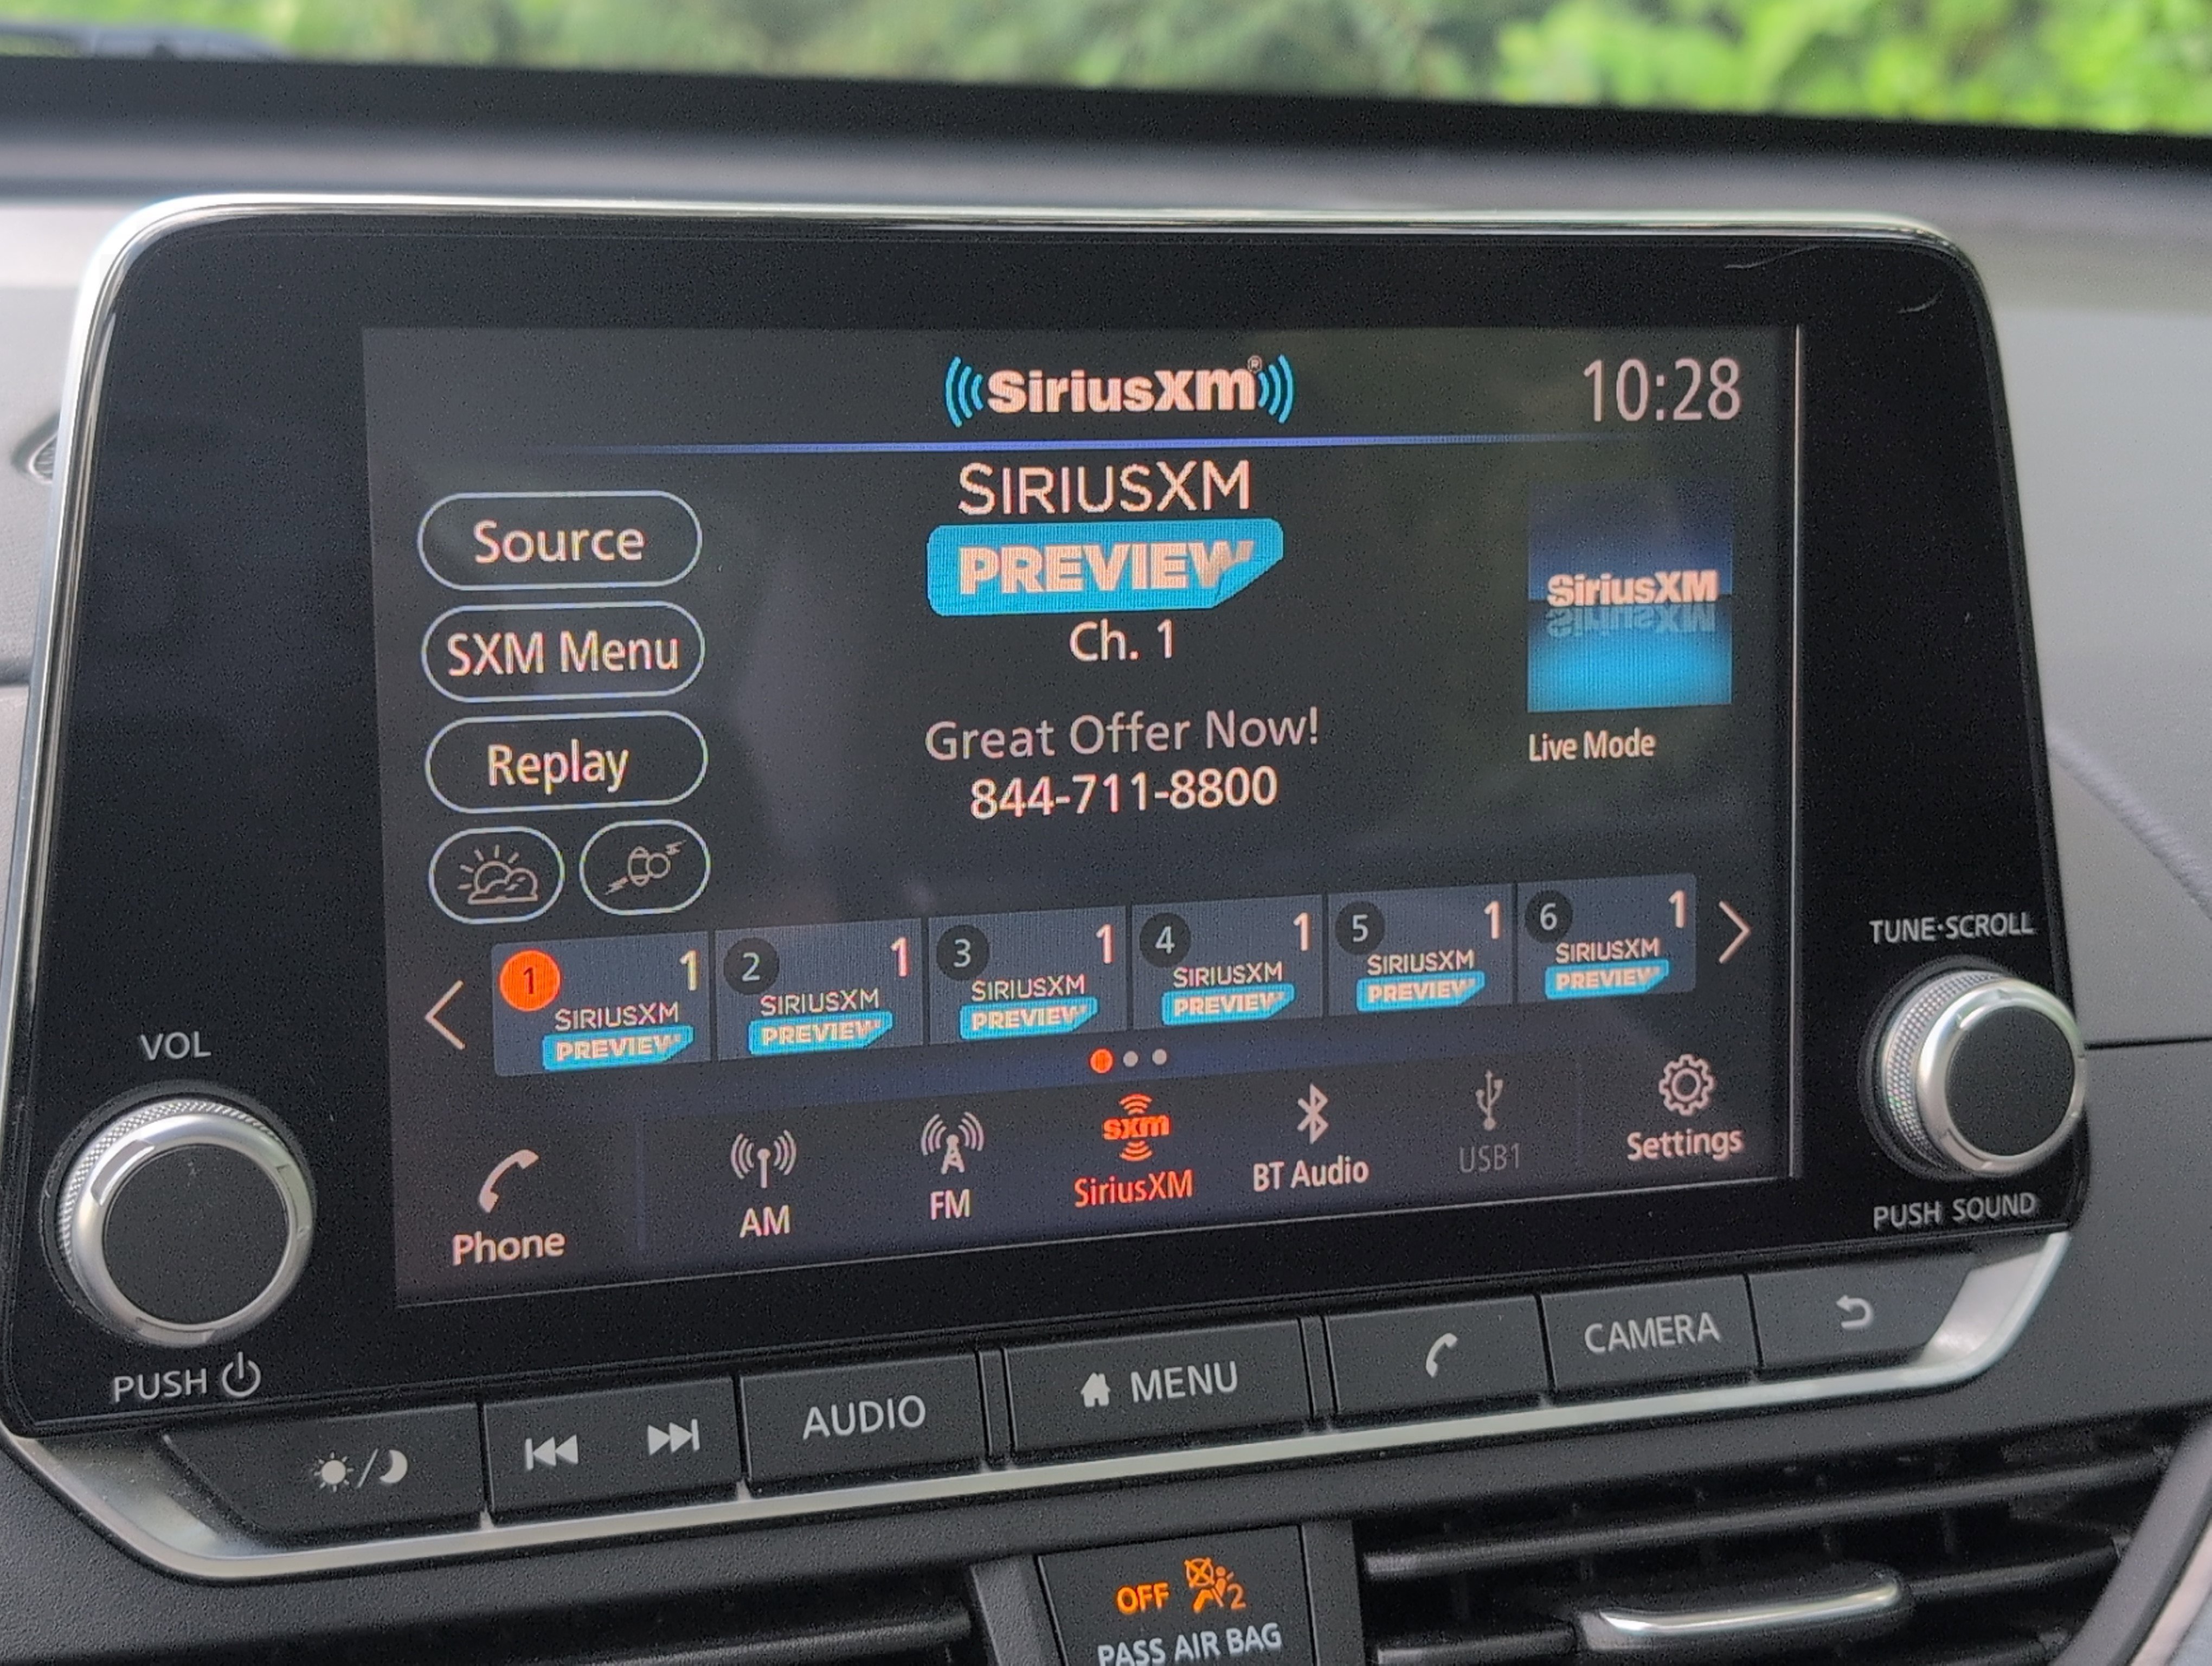 SiriusXM®
10:28
SIRIUSXM
PREVIEW
Ch. 1
Great Offer Now!
844-711-8800
Source
SXM Menu
Replay
SiriusXM
Live Mode
1 1 SIRIUSXM PREVIEW
2 1 SIRIUSXM PREVIEW
3 1 SIRIUSXM PREVIEW
4 1 SIRIUSXM PREVIEW
5 1 SIRIUSXM PREVIEW
6 1 SIRIUSXM PREVIEW
Phone
AM
FM
sxm
SiriusXM
BT Audio
USB1
Settings
VOL
PUSH
TUNE·SCROLL
PUSH SOUND
AUDIO
MENU
CAMERA
OFF 2
PASS AIR BAG